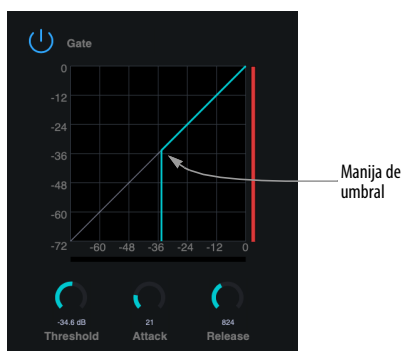 Gate
0
-12
-24
-36
-48
-60
-72
-60 -48 -36 -24 -12 0
Manija de
umbral
-34.6 dB 21 824
Threshold Attack Release